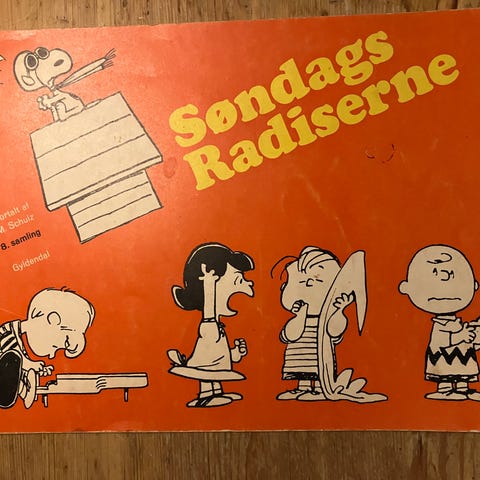 Søndags
Radiserne
M. Schulz
8. samling
Gyldendal